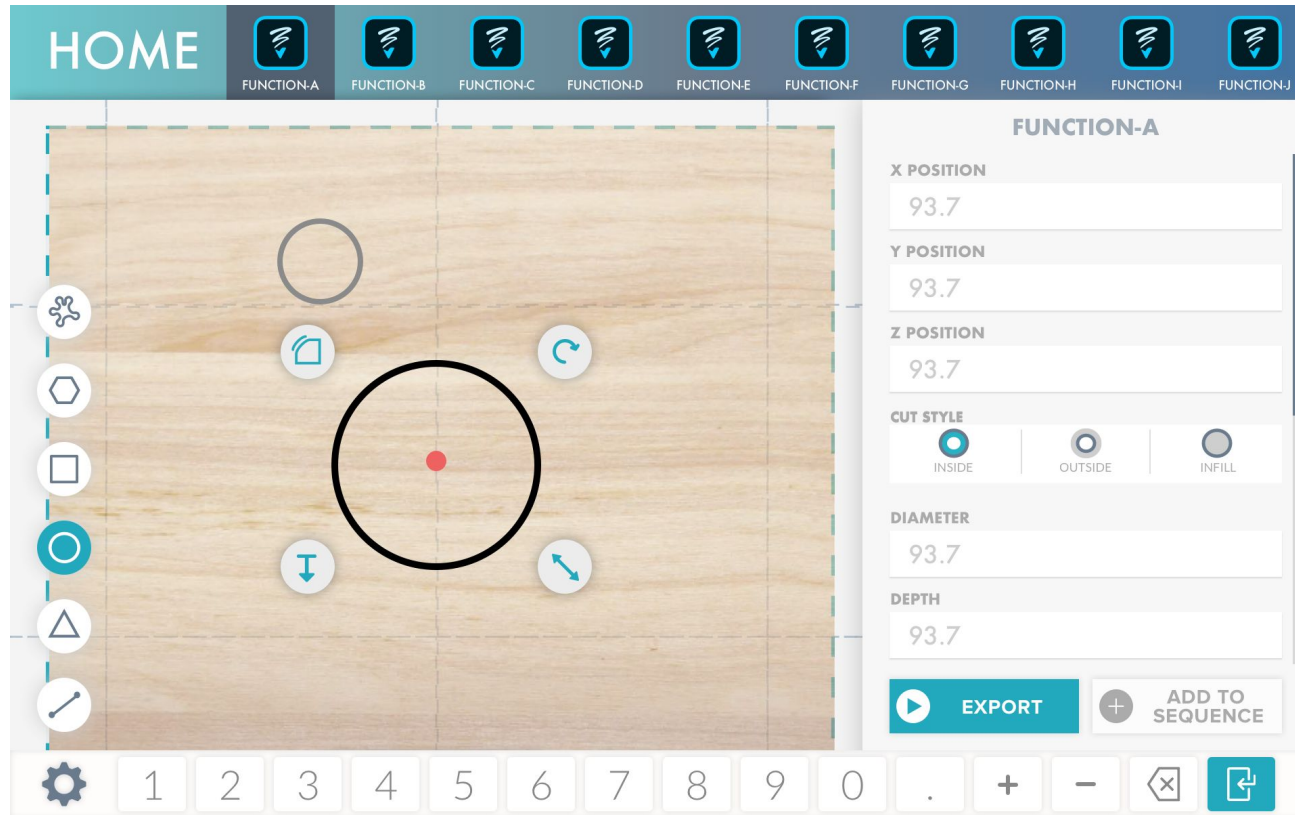 HOME
FUNCTION-A FUNCTION-B FUNCTION-C FUNCTION-D FUNCTION-E FUNCTION-F FUNCTION-G FUNCTION-H FUNCTION-I FUNCTION-J
FUNCTION-A
X POSITION
93.7
Y POSITION
93.7
Z POSITION
93.7
CUT STYLE
INSIDE OUTSIDE INFILL
DIAMETER
93.7
DEPTH
93.7
EXPORT
ADD TO
SEQUENCE
1 2 3 4 5 6 7 8 9 0 . + −